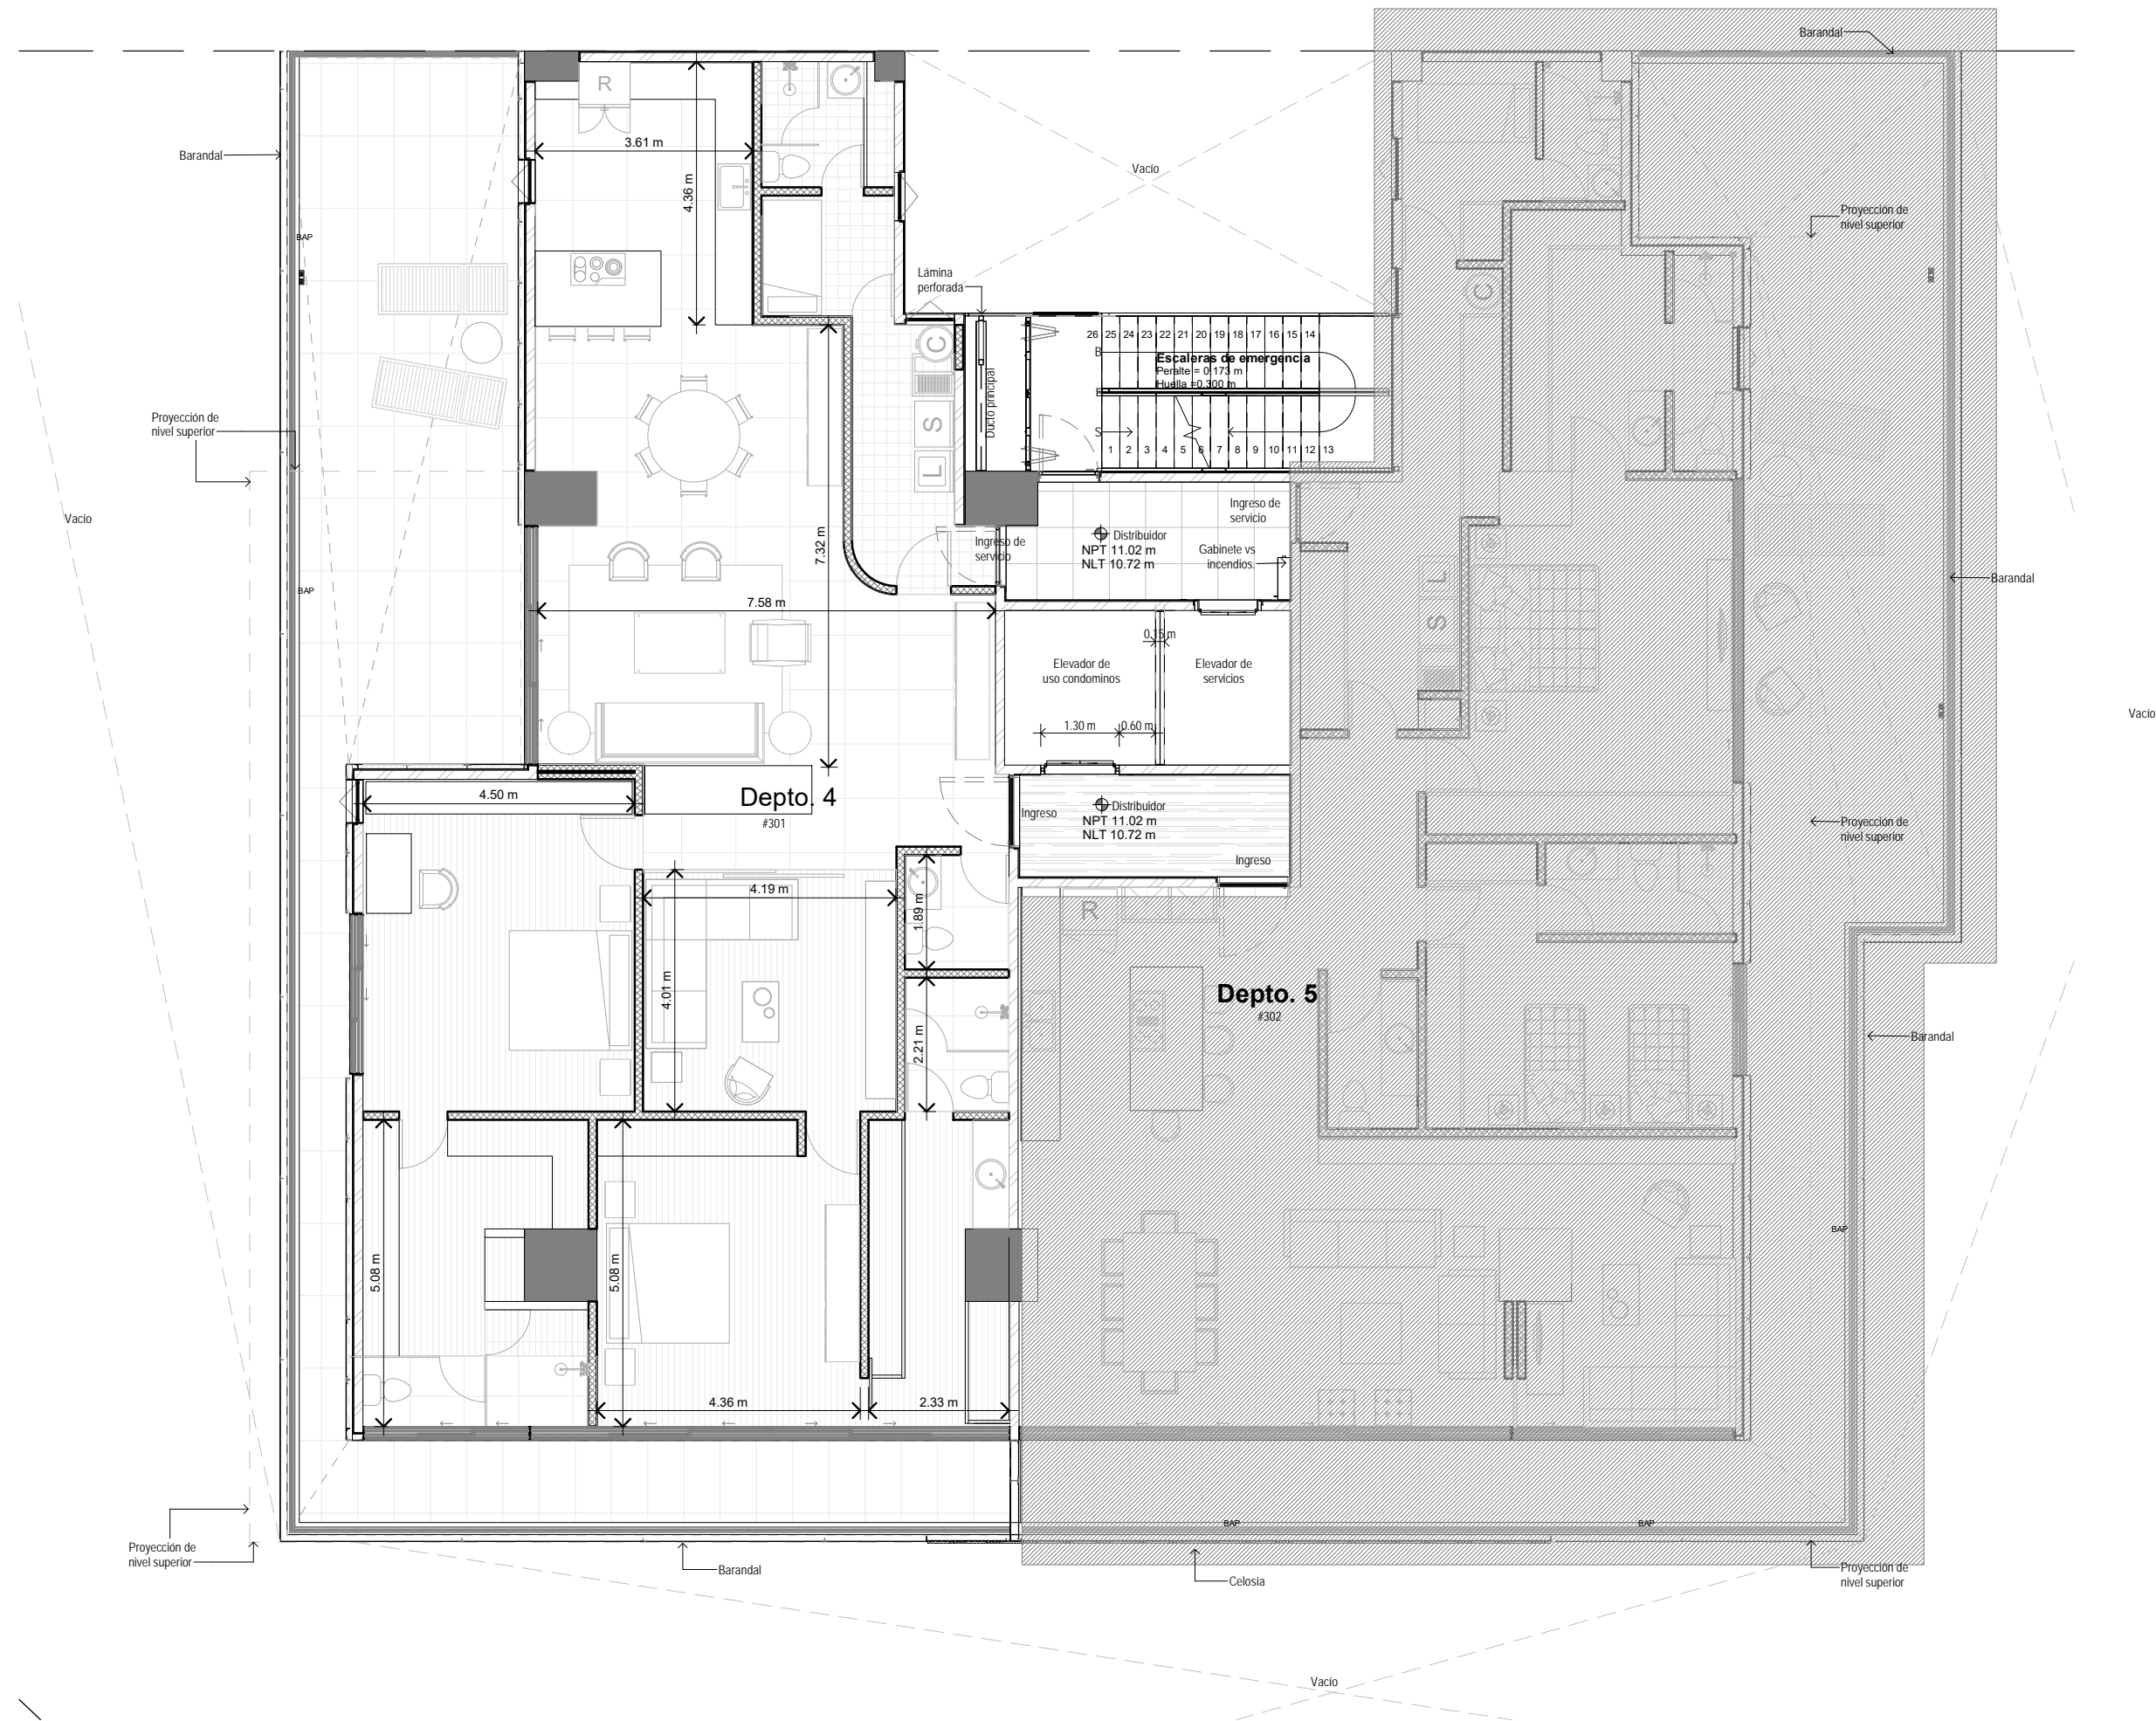 Barandal
R
Barandal
3.61 m
4.36 m
Vacío
Proyección de
nivel superior
BAP
Lámina
perforada
C
C
26 25 24 23 22 21 20 19 18 17 16 15 14
B
Escaleras de emergencia
Peralte = 0.173 m
Huella =0.300 m
Ducto principal
S
1 2 3 4 5 6 7 8 9 10 11 12 13
S
L
Proyección de
nivel superior
Vacío
Ingreso de
servicio
Distribuidor
NPT 11.02 m
NLT 10.72 m
Gabinete vs
incendios.
Ingreso de
servicio
7.32 m
BAP
7.58 m
Barandal
L
S
0.15 m
Elevador de
uso condominos
Elevador de
servicios
1.30 m
0.60 m
Vacío
4.50 m
Depto. 4
#301
Ingreso
Distribuidor
NPT 11.02 m
NLT 10.72 m
Ingreso
Proyección de
nivel superior
4.19 m
1.89 m
R
4.01 m
2.21 m
Depto. 5
#302
Barandal
5.08 m
5.08 m
BAP
4.36 m
2.33 m
BAP
BAP
Proyección de
nivel superior
Barandal
Celosía
Proyección de
nivel superior
Vacío